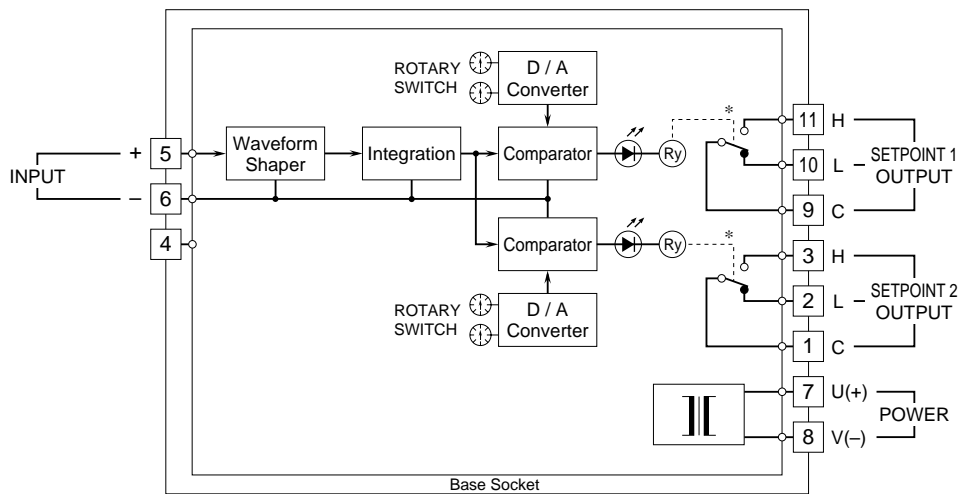 ROTARY
SWITCH
D / A
Converter
11 H
+ 5
Waveform
Shaper
Integration
Comparator
Ry
*
10 L
SETPOINT 1
OUTPUT
INPUT
– 6
9 C
4
Comparator
Ry
*
3 H
ROTARY
SWITCH
D / A
Converter
2 L
SETPOINT 2
OUTPUT
1 C
7 U(+)
POWER
8 V(–)
Base Socket